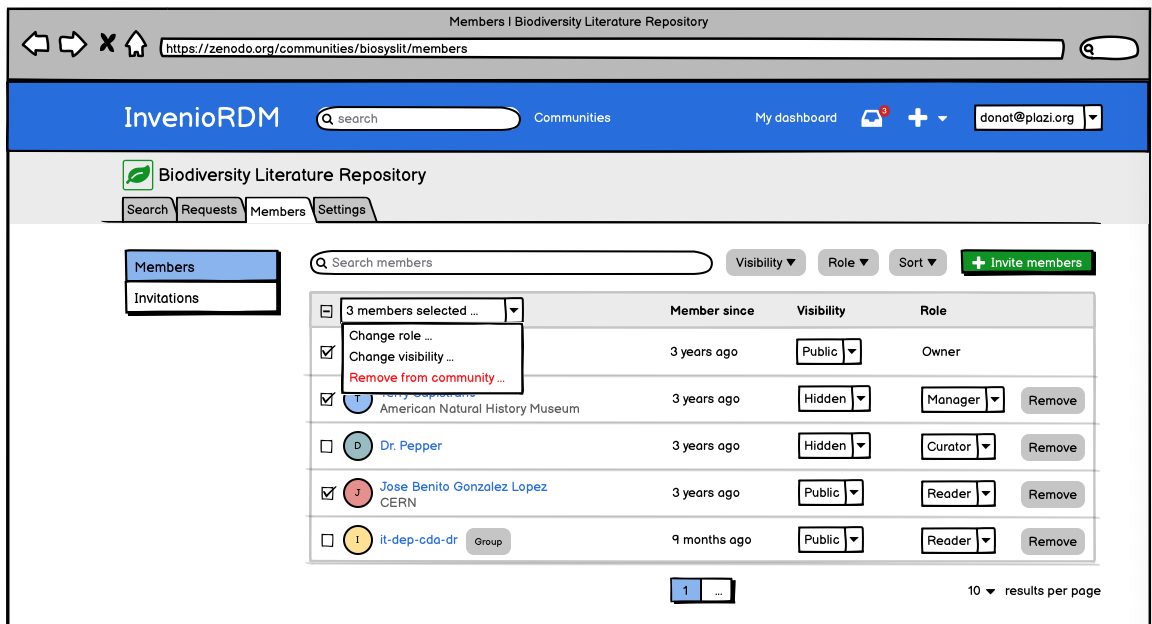 Members | Biodiversity Literature Repository
https://zenodo.org/communities/biosyslit/members
InvenioRDM
search
Communities
My dashboard
3
donat@plazi.org
Biodiversity Literature Repository
Search
Requests
Members
Settings
Members
Invitations
Search members
Visibility
Role
Sort
Invite members
3 members selected ...
Member since
Visibility
Role
Change role ...
Change visibility ...
Remove from community ...
3 years ago
Public
Owner
T
American Natural History Museum
3 years ago
Hidden
Manager
Remove
D
Dr. Pepper
3 years ago
Hidden
Curator
Remove
J
Jose Benito Gonzalez Lopez
CERN
3 years ago
Public
Reader
Remove
I
it-dep-cda-dr
Group
9 months ago
Public
Reader
Remove
1
...
10
results per page